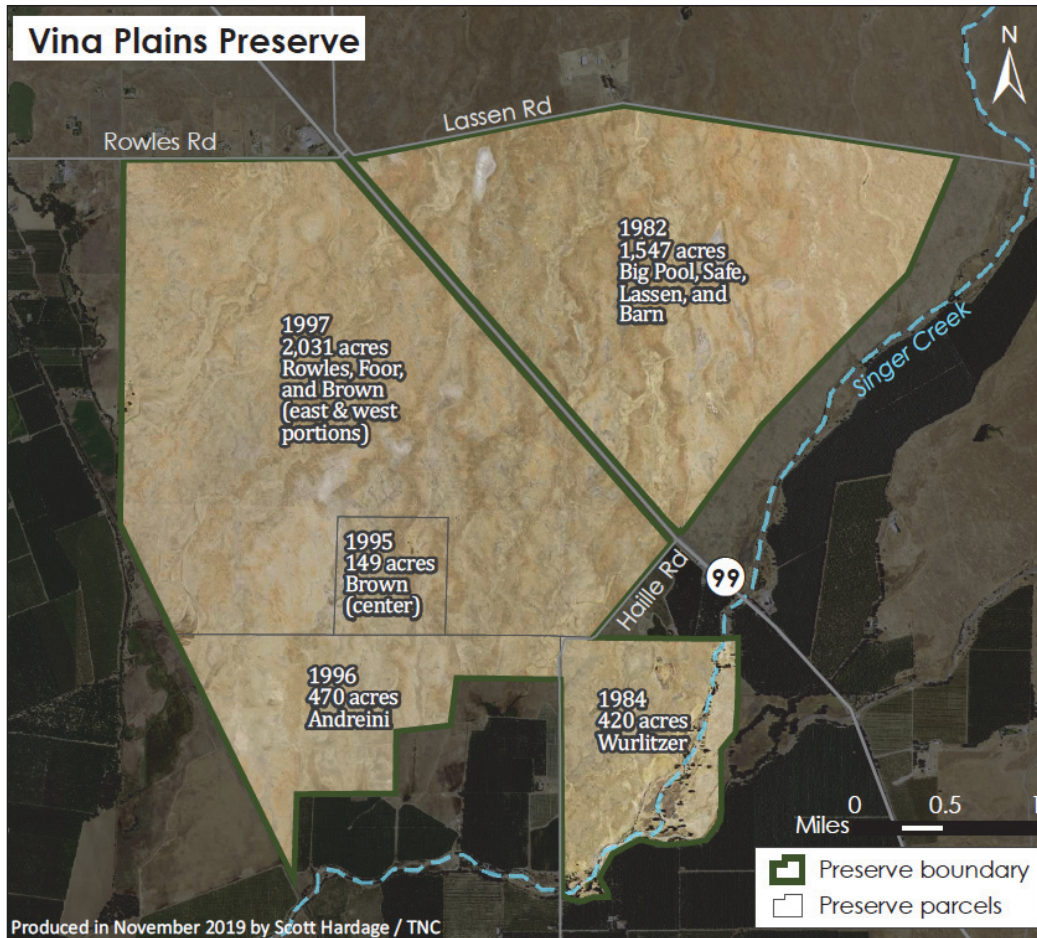 Vina Plains Preserve
N
Lassen Rd
Rowles Rd
1982
1,547 acres
Big Pool, Safe,
Lassen, and
Barn
1997
2,031 acres
Rowles, Foor,
and Brown
(east & west
portions)
Singer Creek
1995
149 acres
Brown
(center)
Haille Rd
99
1996
470 acres
Andreini
1984
420 acres
Wurlitzer
0 0.5 1
Miles
Preserve boundary
Preserve parcels
Produced in November 2019 by Scott Hardage / TNC